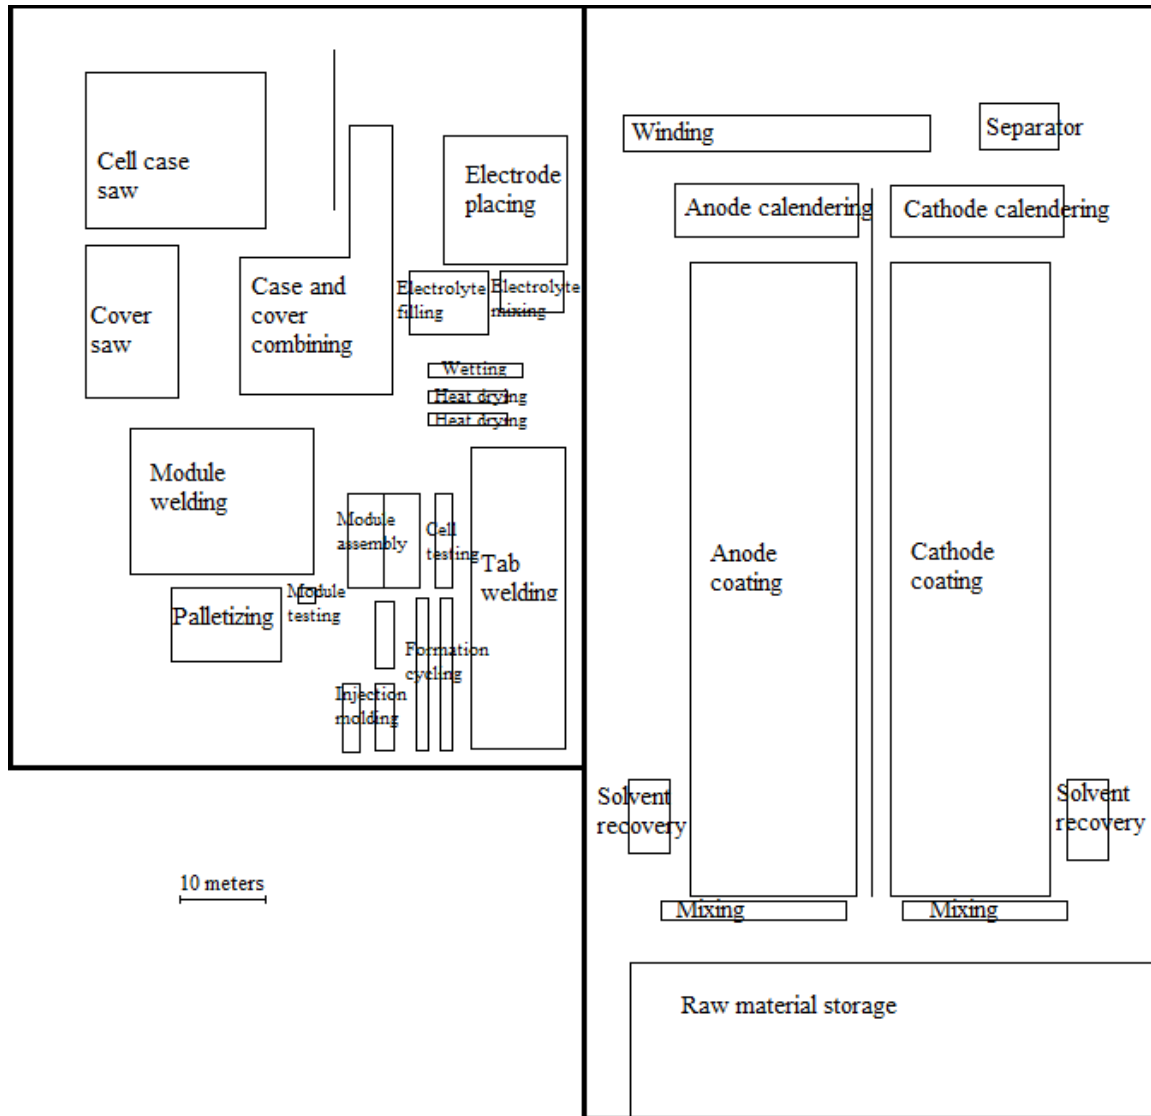 Cell case
saw
Cover
saw
Case and
cover
combining
Electrode
placing
Electrolyte
filling
Electrolyte
mixing
Wetting
Heat drying
Heat drying
Module
welding
Module
assembly
Cell
testing
Tab
welding
Palletizing
Module
testing
Formation
cycling
Injection
molding
10 meters
Winding
Separator
Anode calendering
Cathode calendering
Anode
coating
Cathode
coating
Solvent
recovery
Solvent
recovery
Mixing
Mixing
Raw material storage